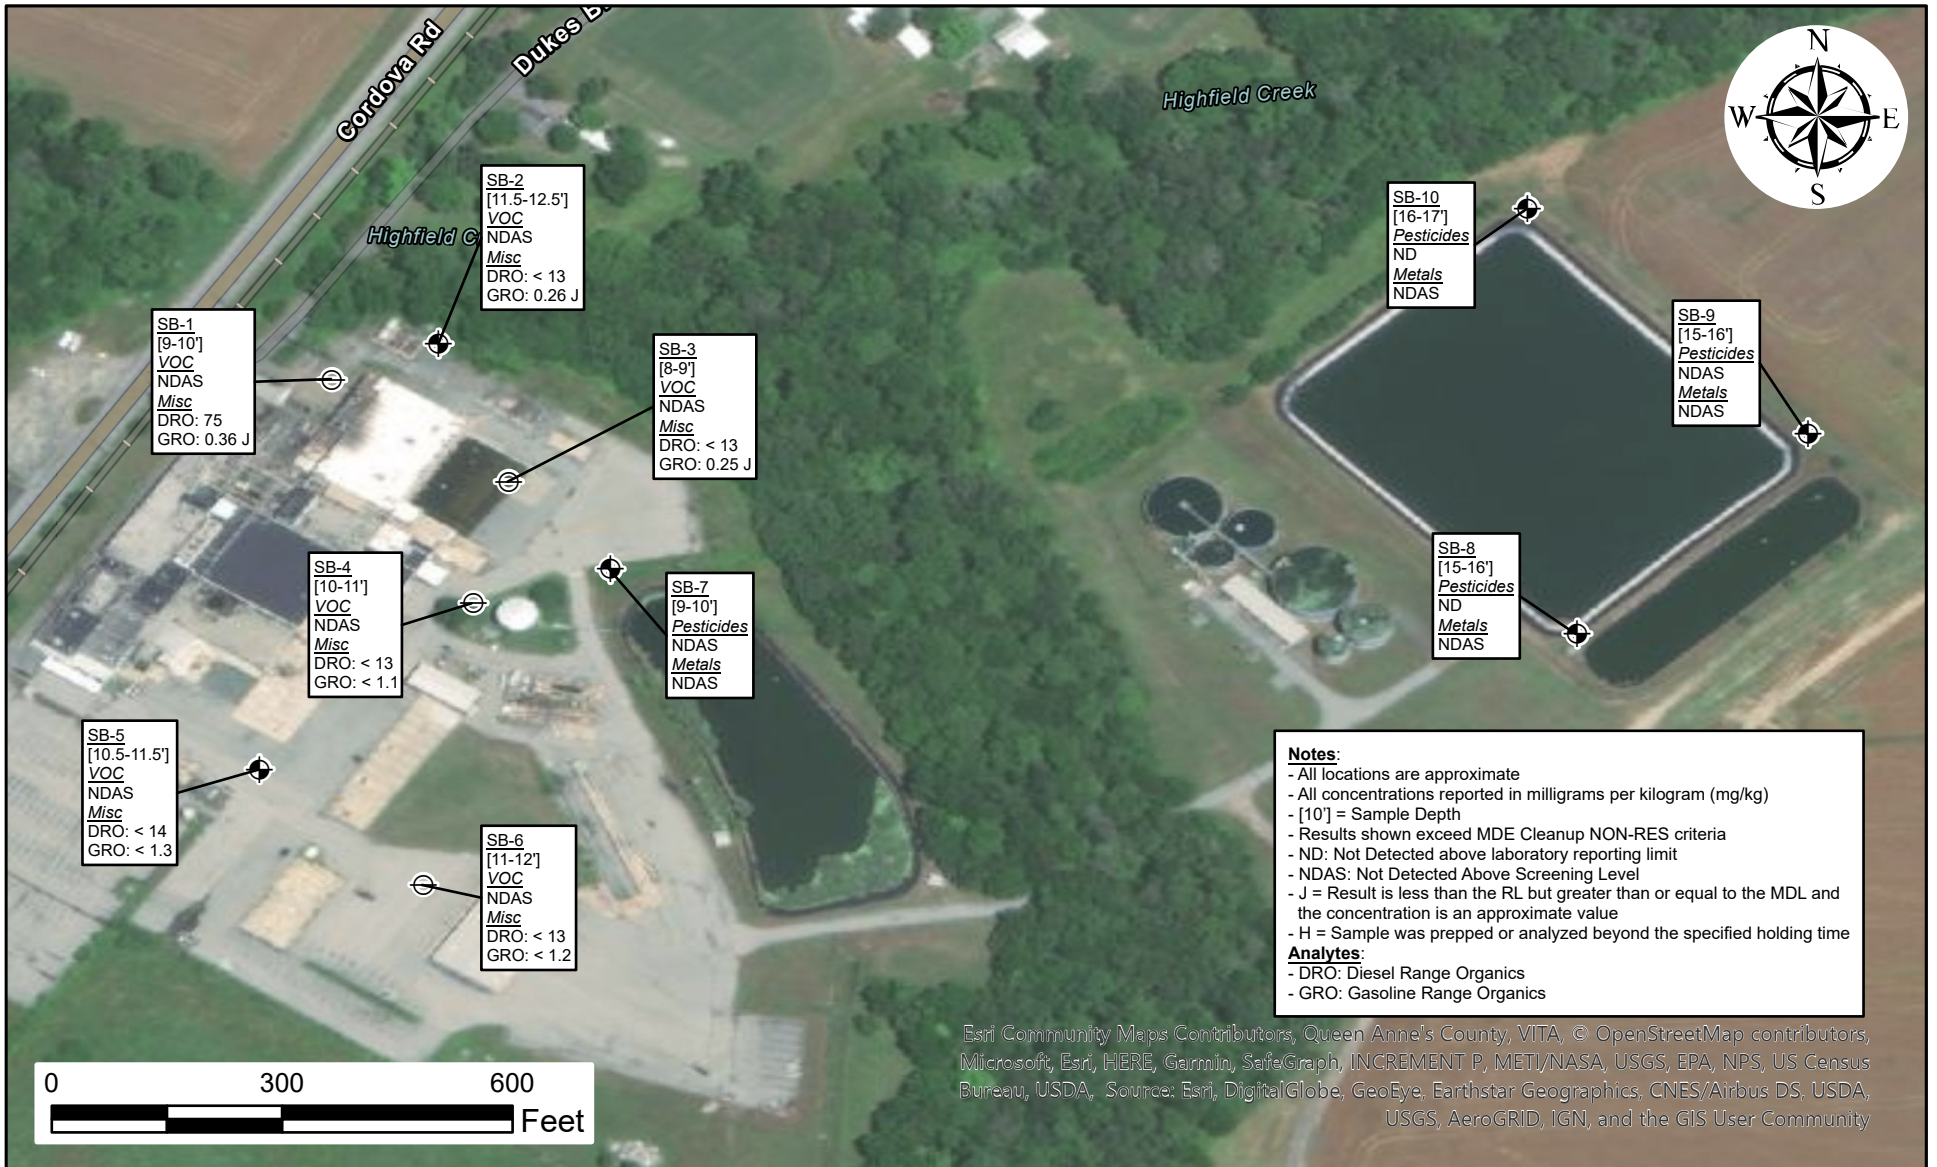 Cordova Rd
Dukes B
Highfield Creek
N
W
E
S
SB-2
[11.5-12.5']
VOC
NDAS
Misc
DRO: < 13
GRO: 0.26 J
SB-10
[16-17']
Pesticides
ND
Metals
NDAS
Highfield C
SB-1
[9-10']
VOC
NDAS
Misc
DRO: 75
GRO: 0.36 J
SB-3
[8-9']
VOC
NDAS
Misc
DRO: < 13
GRO: 0.25 J
SB-9
[15-16']
Pesticides
NDAS
Metals
NDAS
SB-4
[10-11']
VOC
NDAS
Misc
DRO: < 13
GRO: < 1.1
SB-7
[9-10']
Pesticides
NDAS
Metals
NDAS
SB-8
[15-16']
Pesticides
ND
Metals
NDAS
SB-5
[10.5-11.5']
VOC
NDAS
Misc
DRO: < 14
GRO: < 1.3
SB-6
[11-12']
VOC
NDAS
Misc
DRO: < 13
GRO: < 1.2
Notes:
- All locations are approximate
- All concentrations reported in milligrams per kilogram (mg/kg)
- [10'] = Sample Depth
- Results shown exceed MDE Cleanup NON-RES criteria
- ND: Not Detected above laboratory reporting limit
- NDAS: Not Detected Above Screening Level
- J = Result is less than the RL but greater than or equal to the MDL and
the concentration is an approximate value
- H = Sample was prepped or analyzed beyond the specified holding time
Analytes:
- DRO: Diesel Range Organics
- GRO: Gasoline Range Organics
Esri Community Maps Contributors, Queen Anne's County, VITA, © OpenStreetMap contributors,
Microsoft, Esri, HERE, Garmin, SafeGraph, INCREMENT P, METI/NASA, USGS, EPA, NPS, US Census
Bureau, USDA, Source: Esri, DigitalGlobe, GeoEye, Earthstar Geographics, CNES/Airbus DS, USDA,
USGS, AeroGRID, IGN, and the GIS User Community
0 300 600
Feet